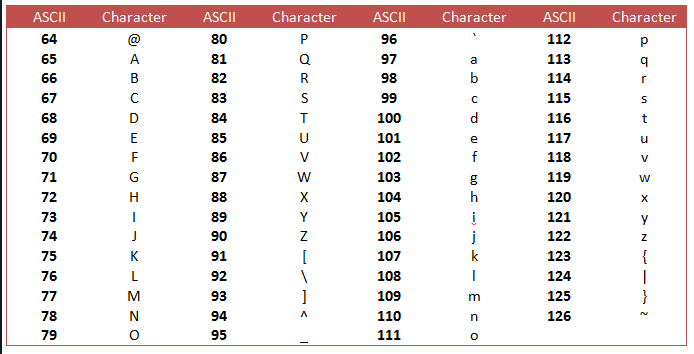 ASCII Character ASCII Character ASCII Character ASCII Character
64 @ 80 P 96 ` 112 p
65 A 81 Q 97 a 113 q
66 B 82 R 98 b 114 r
67 C 83 S 99 c 115 s
68 D 84 T 100 d 116 t
69 E 85 U 101 e 117 u
70 F 86 V 102 f 118 v
71 G 87 W 103 g 119 w
72 H 88 X 104 h 120 x
73 I 89 Y 105 i 121 y
74 J 90 Z 106 j 122 z
75 K 91 [ 107 k 123 {
76 L 92 \ 108 l 124 |
77 M 93 ] 109 m 125 }
78 N 94 ^ 110 n 126 ~
79 O 95 _ 111 o